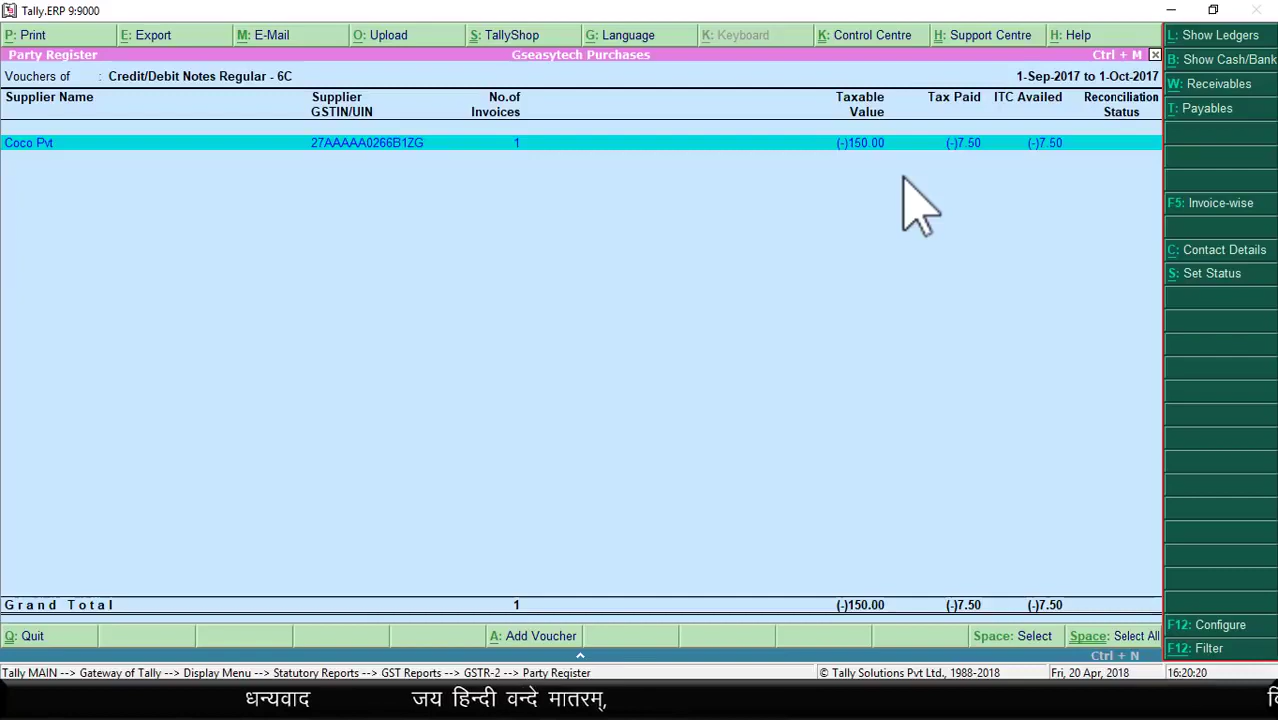 Tally.ERP 9:9000
P: Print E: Export M: E-Mail O: Upload S: TallyShop G: Language K: Keyboard K: Control Centre H: Support Centre H: Help
Party Register Gseasytech Purchases Ctrl + M
Vouchers of : Credit/Debit Notes Regular - 6C 1-Sep-2017 to 1-Oct-2017
Supplier Name Supplier No.of Taxable Tax Paid ITC Availed Reconciliation
GSTIN/UIN Invoices Value Status
Coco Pvt 27AAAAA0266B1ZG 1 (-)150.00 (-)7.50 (-)7.50
Grand Total 1 (-)150.00 (-)7.50 (-)7.50
Q: Quit A: Add Voucher Space: Select Space: Select All
Ctrl + N
L: Show Ledgers
B: Show Cash/Bank
W: Receivables
T: Payables
F5: Invoice-wise
C: Contact Details
S: Set Status
F12: Configure
F12: Filter
Tally MAIN --> Gateway of Tally --> Display Menu --> Statutory Reports --> GST Reports --> GSTR-2 --> Party Register © Tally Solutions Pvt Ltd., 1988-2018 Fri, 20 Apr, 2018 16:20:20
धन्यवाद जय हिन्दी वन्दे मातरम्,